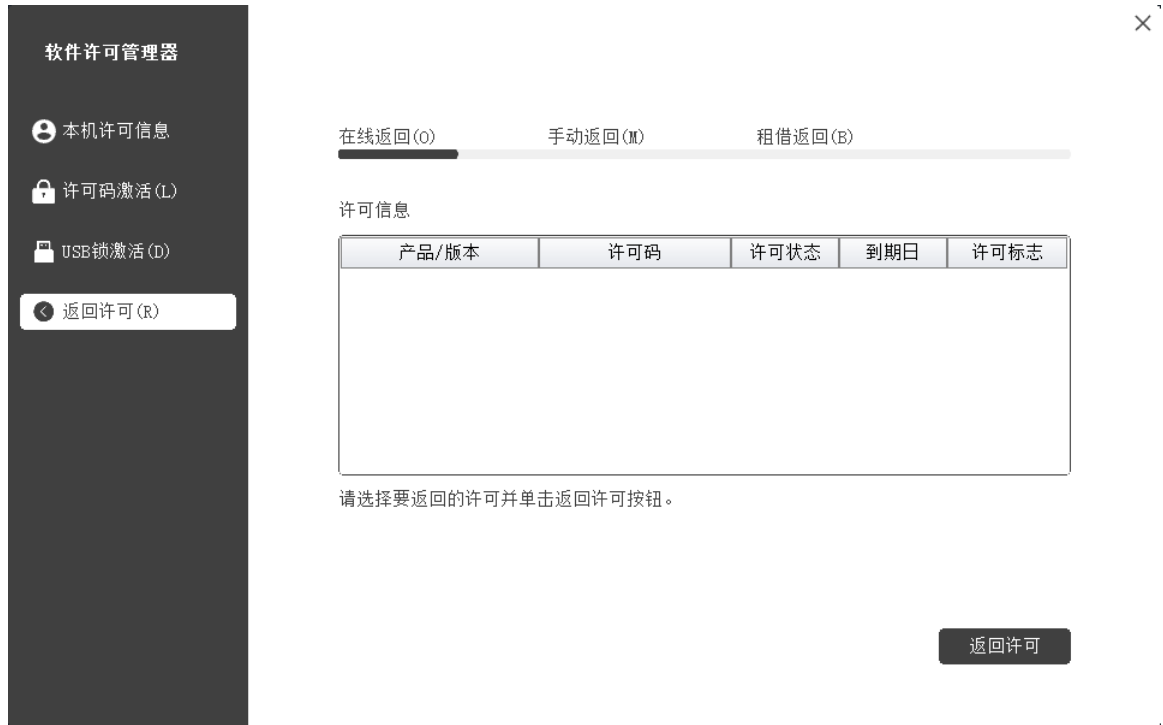 软件许可管理器
本机许可信息
许可码激活(L)
USB锁激活(D)
返回许可(R)
在线返回(O) 手动返回(M) 租借返回(B)
许可信息
产品/版本 许可码 许可状态 到期日 许可标志
请选择要返回的许可并单击返回许可按钮。
返回许可